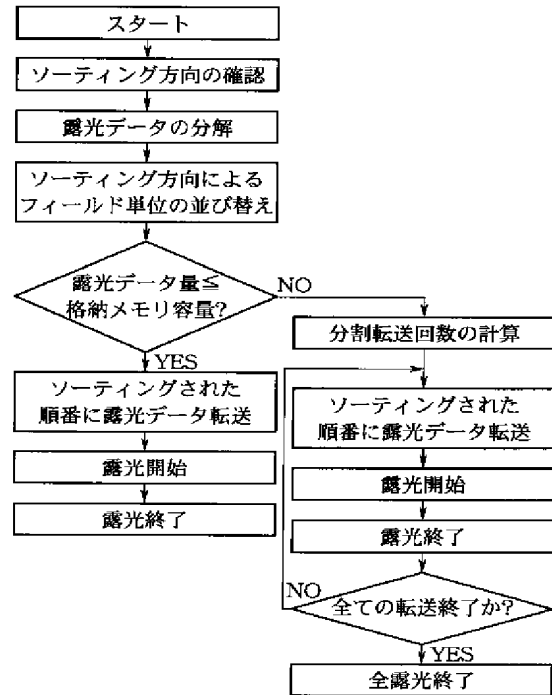 スタート
ソーティング方向の確認
露光データの分解
ソーティング方向による
フィールド単位の並び替え
露光データ量≦
格納メモリ容量?
NO
YES
ソーティングされた
順番に露光データ転送
露光開始
露光終了
分割転送回数の計算
ソーティングされた
順番に露光データ転送
露光開始
露光終了
全ての転送終了か?
NO
YES
全露光終了